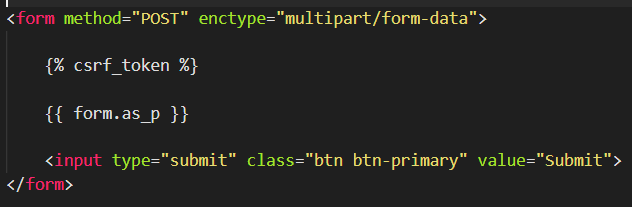 <form method="POST" enctype="multipart/form-data">
{% csrf_token %}
{{ form.as_p }}
<input type="submit" class="btn btn-primary" value="Submit">
</form>